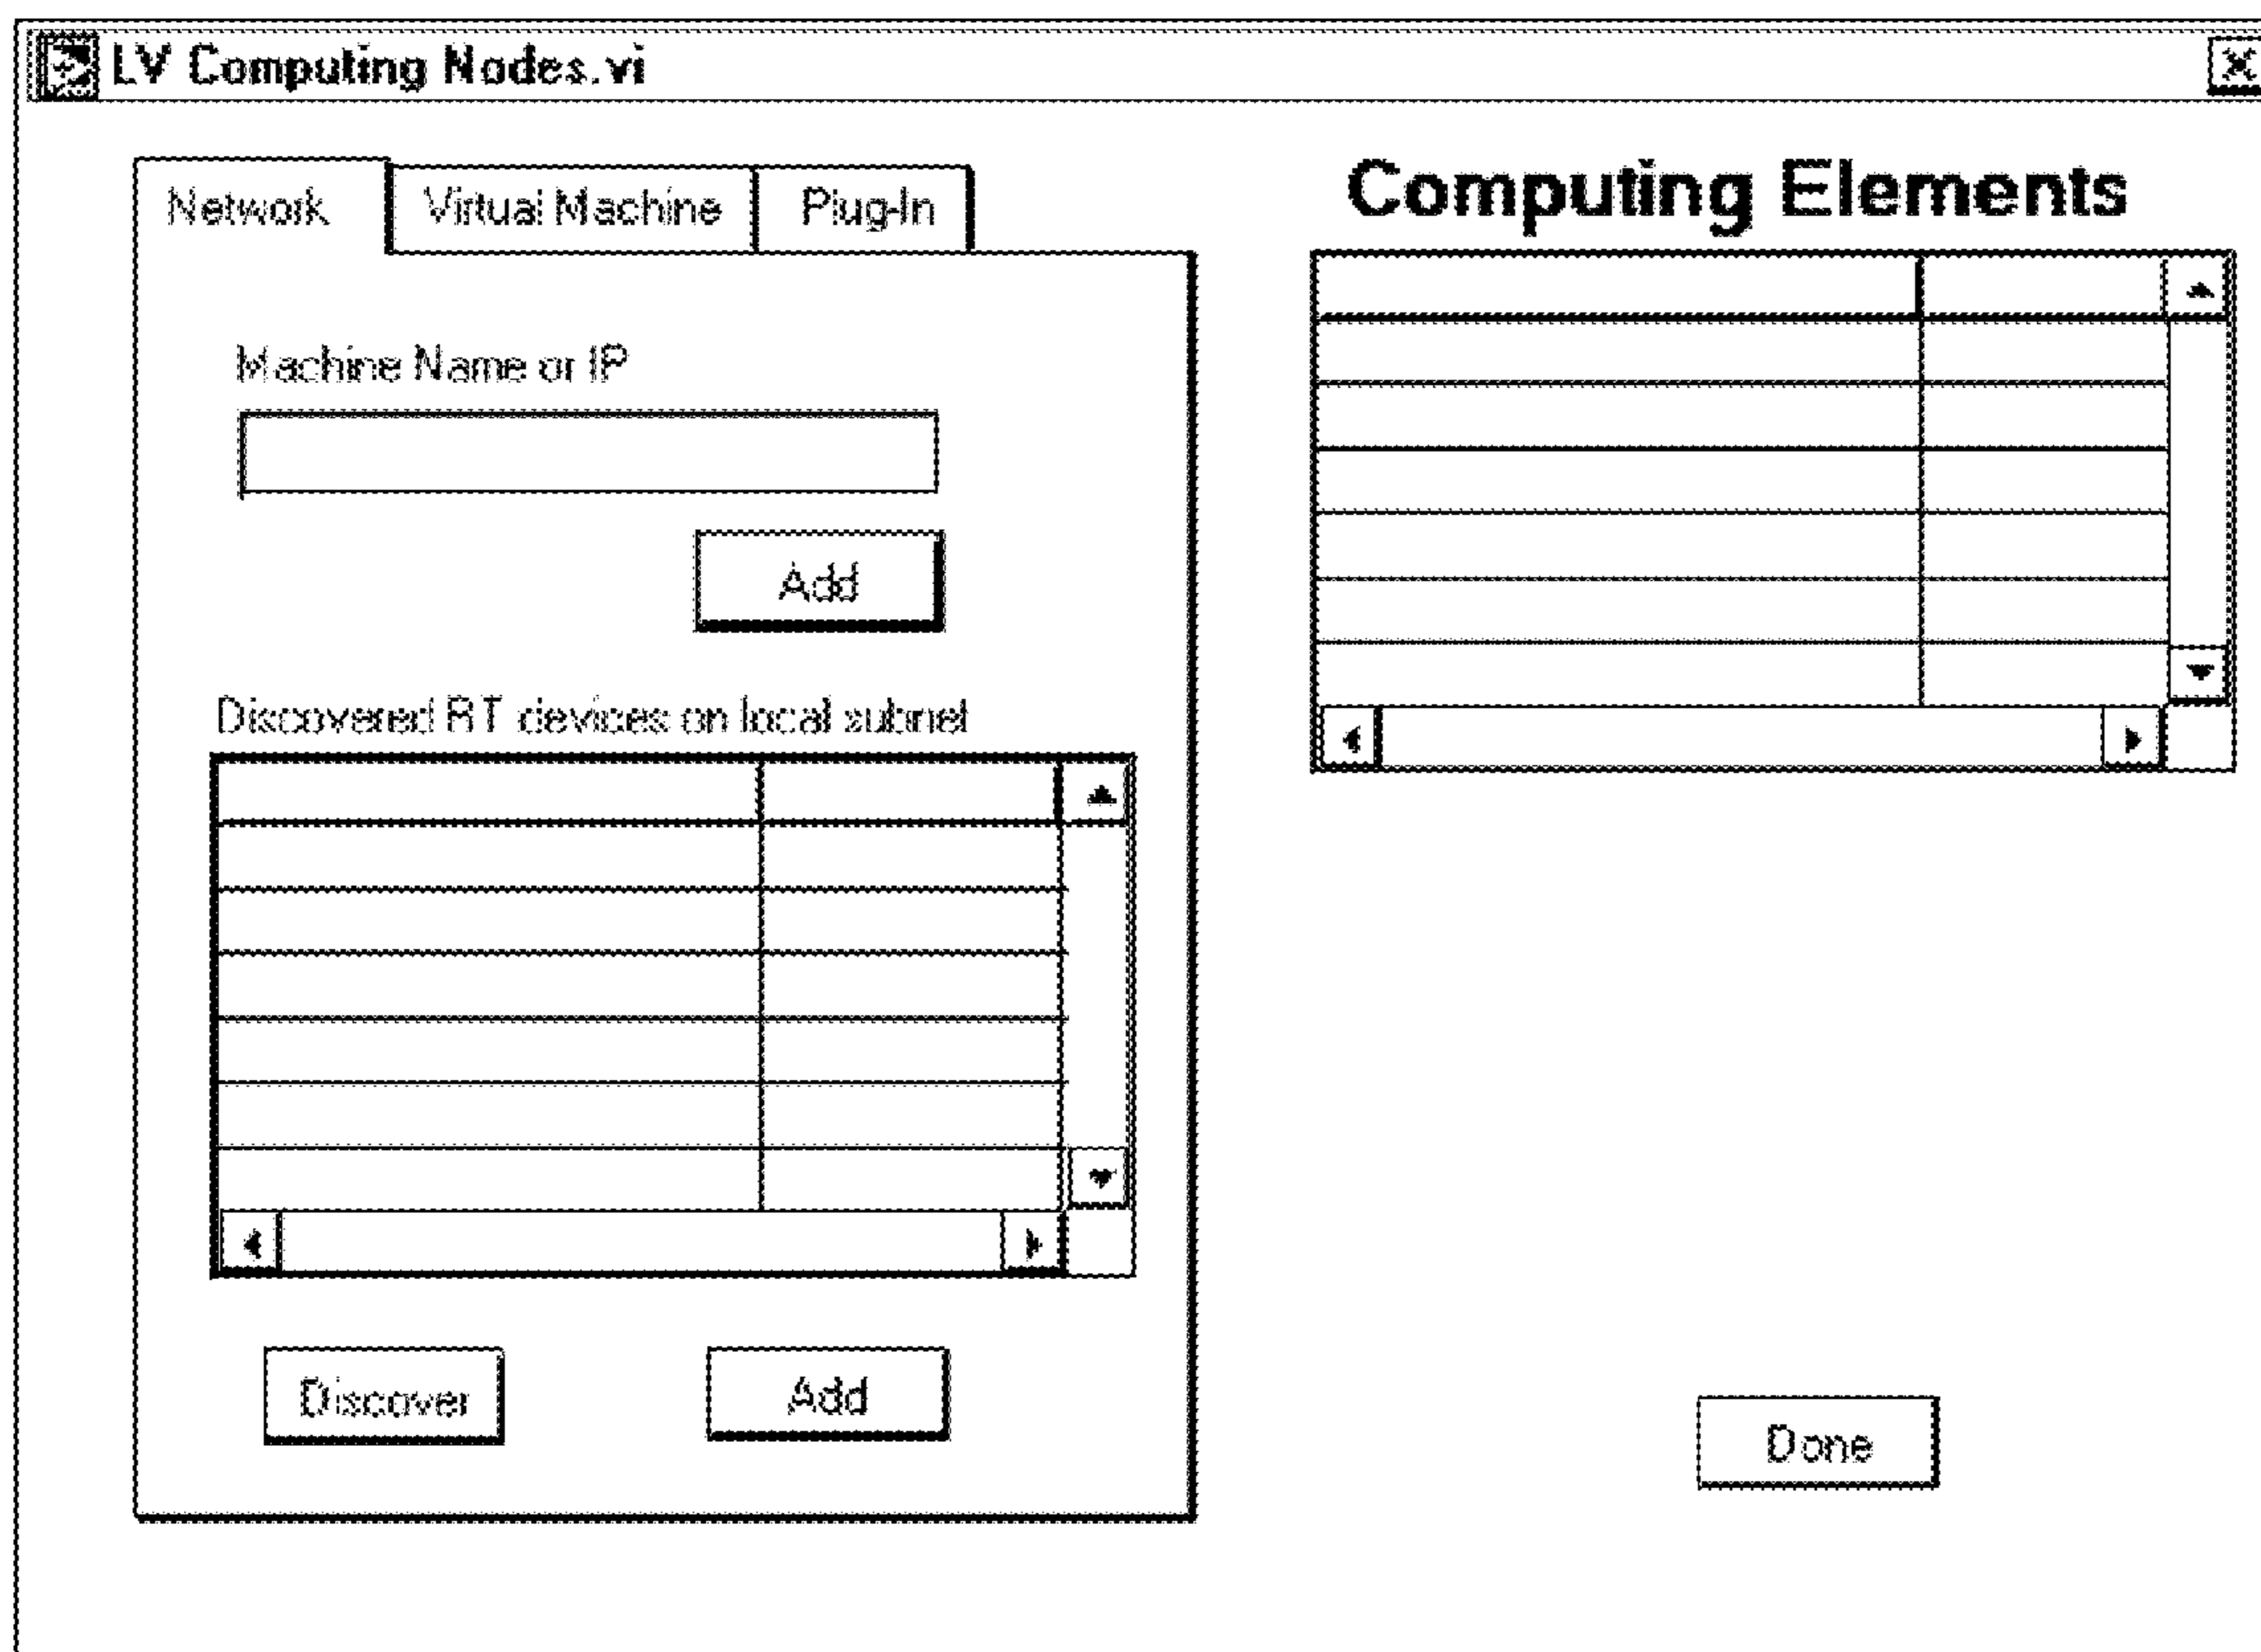 LV Computing Nodes.vi
Network Virtual Machine Plug-In
Machine Name or IP
Add
Discovered RT devices on local subnet
Discover Add
Computing Elements
Done